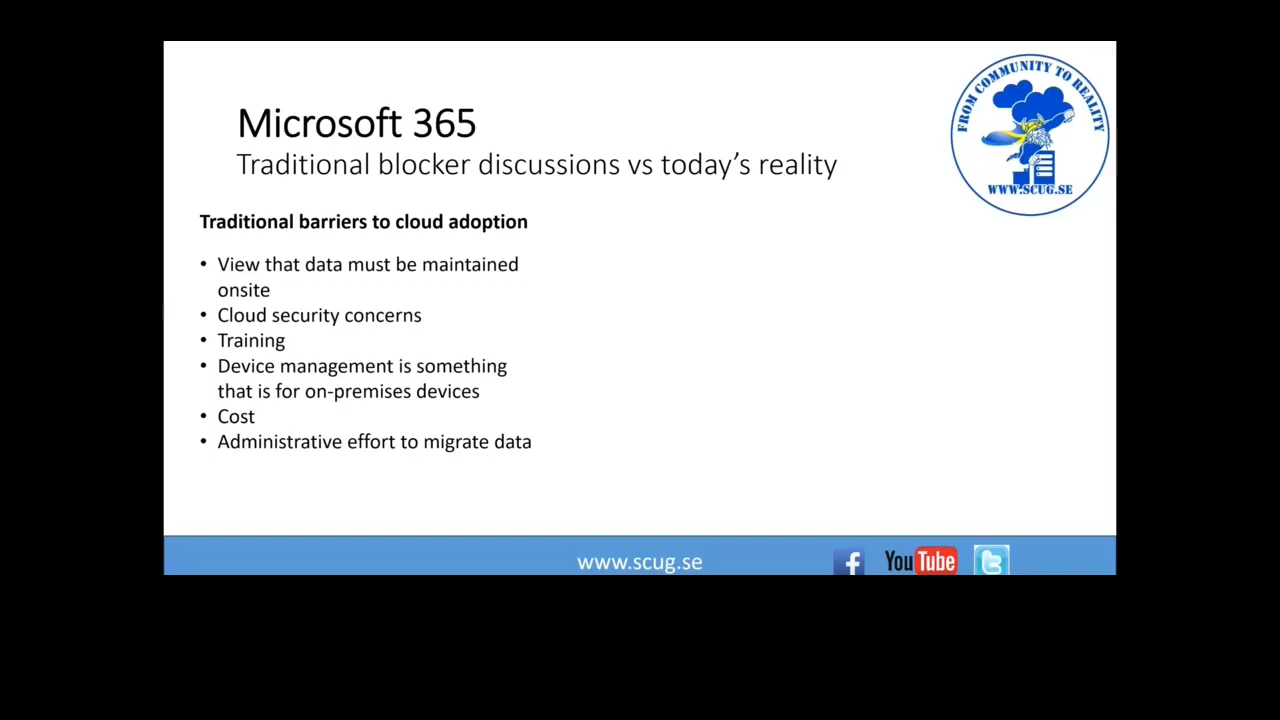 FROM COMMUNITY TO REALITY
WWW.SCUG.SE
Microsoft 365
Traditional blocker discussions vs today's reality
Traditional barriers to cloud adoption
• View that data must be maintained
onsite
• Cloud security concerns
• Training
• Device management is something
that is for on-premises devices
• Cost
• Administrative effort to migrate data
www.scug.se
f
YouTube
t